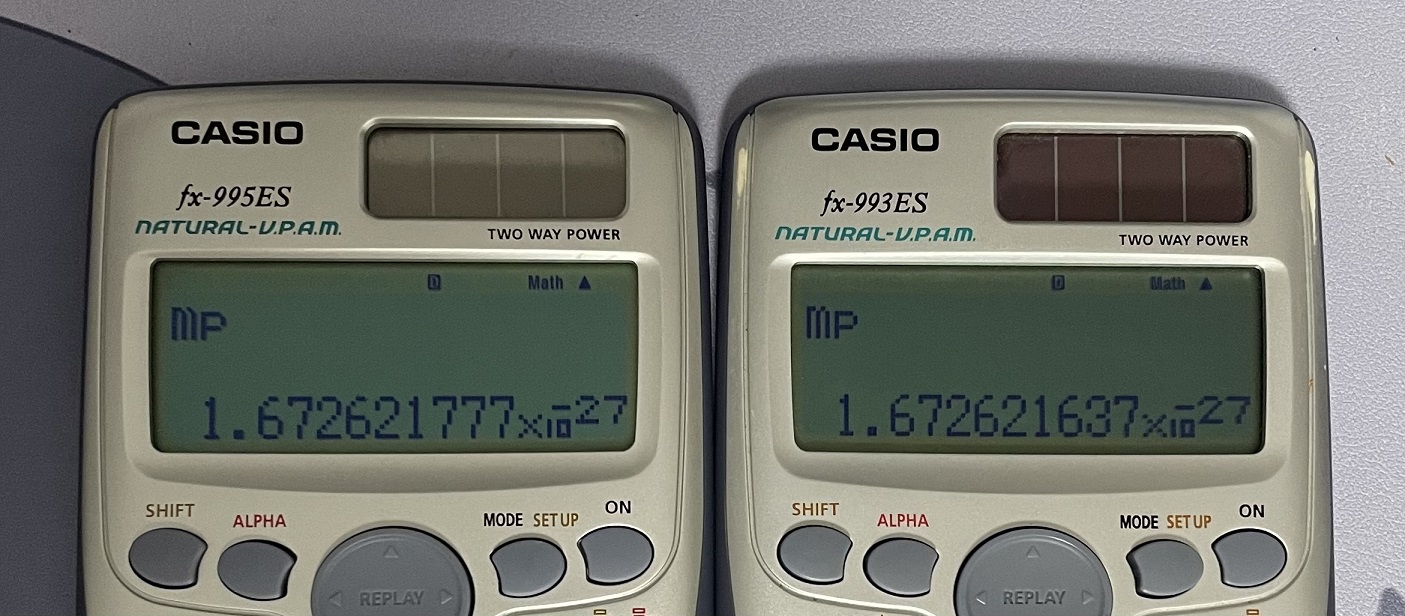 CASIO
fx-995ES
NATURAL-V.P.A.M.
TWO WAY POWER
D Math ▲
mp
1.672621777×10⁻²⁷
SHIFT
ALPHA
MODE SETUP
ON
REPLAY
CASIO
fx-993ES
NATURAL-V.P.A.M.
TWO WAY POWER
D Math ▲
mp
1.672621637×10⁻²⁷
SHIFT
ALPHA
MODE SETUP
ON
REPLAY